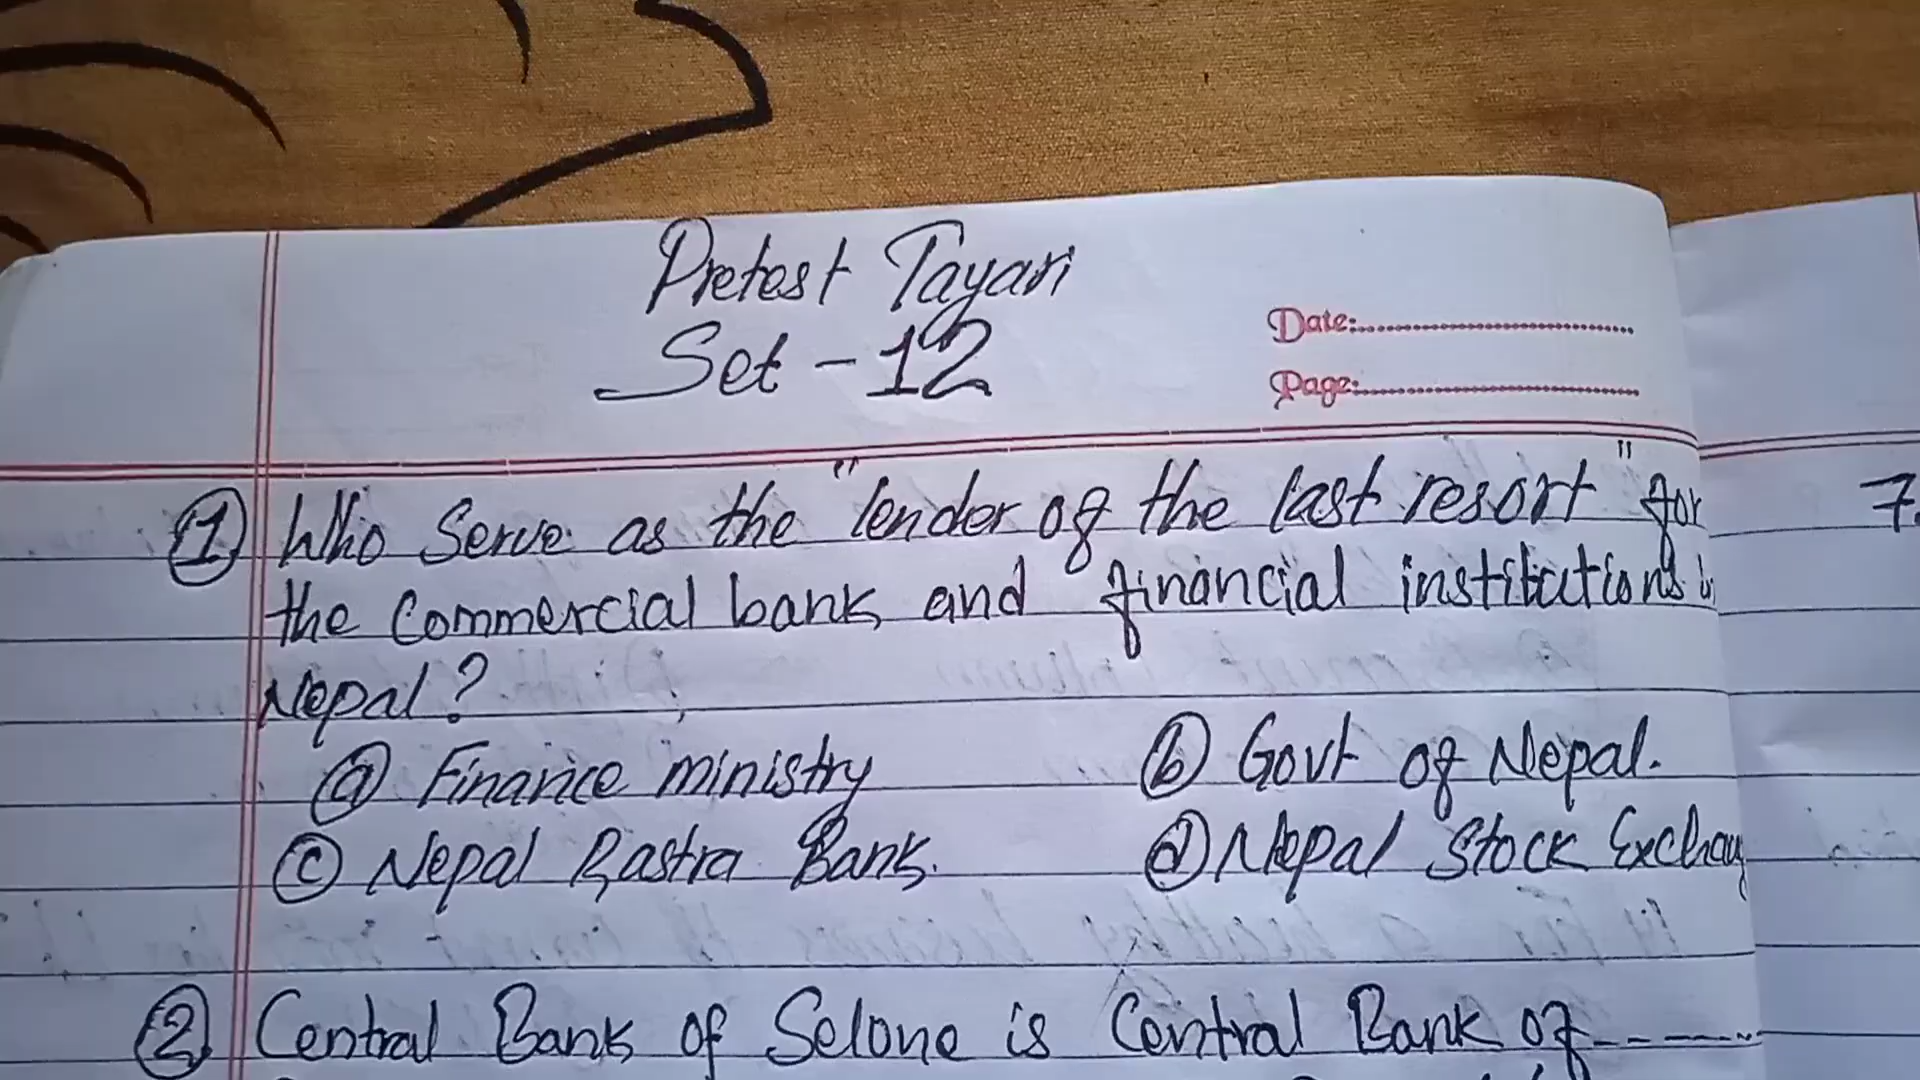 Pretest Tayari
Set - 12
Date:
Page:
① Who Serve as the "lender of the last resort" for
the Commercial bank and financial institutions
Nepal?
ⓐ Finance ministry ⓑ Govt of Nepal.
ⓒ Nepal Rastra Bank. ⓓ Nepal Stock Exchang
② Central Bank of Selone is Central Bank of ------
7.